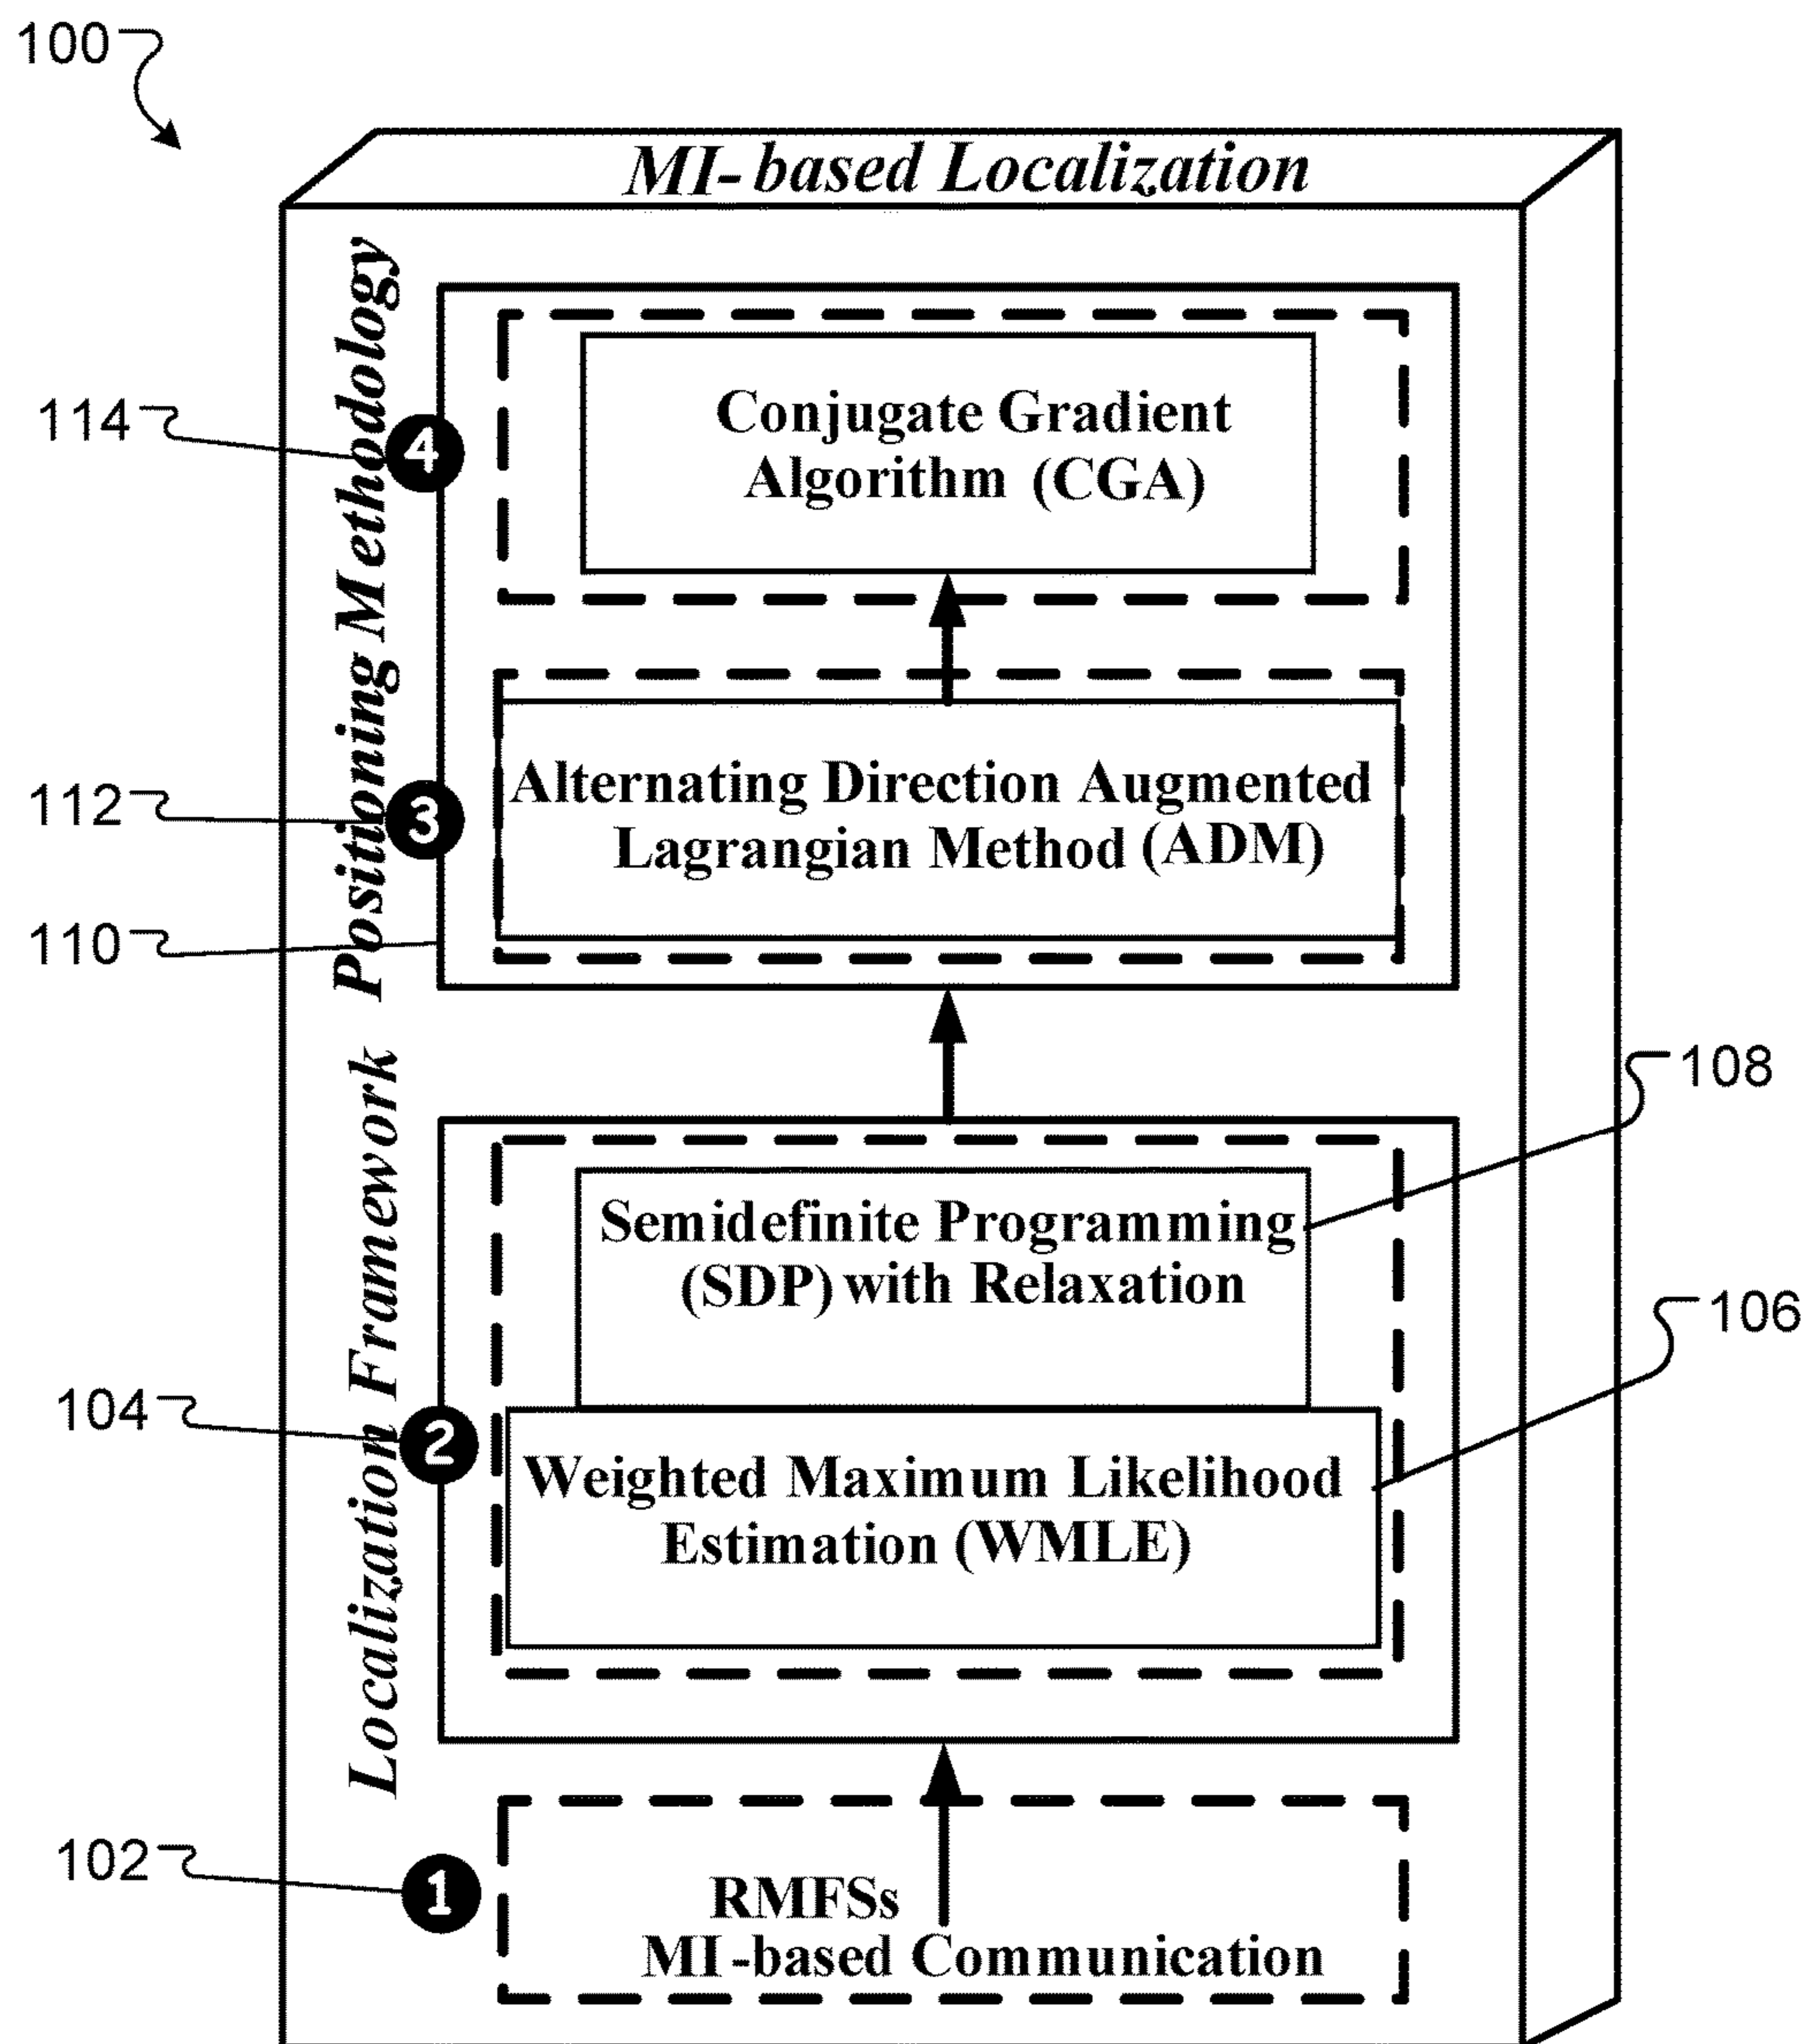 100
MI-based Localization
Positioning Methodology
Conjugate Gradient
Algorithm (CGA)
114
4
Alternating Direction Augmented
Lagrangian Method (ADM)
112
3
110
Localization Framework
108
Semidefinite Programming
(SDP) with Relaxation
106
104
2
Weighted Maximum Likelihood
Estimation (WMLE)
102
1
RMFSs
MI-based Communication